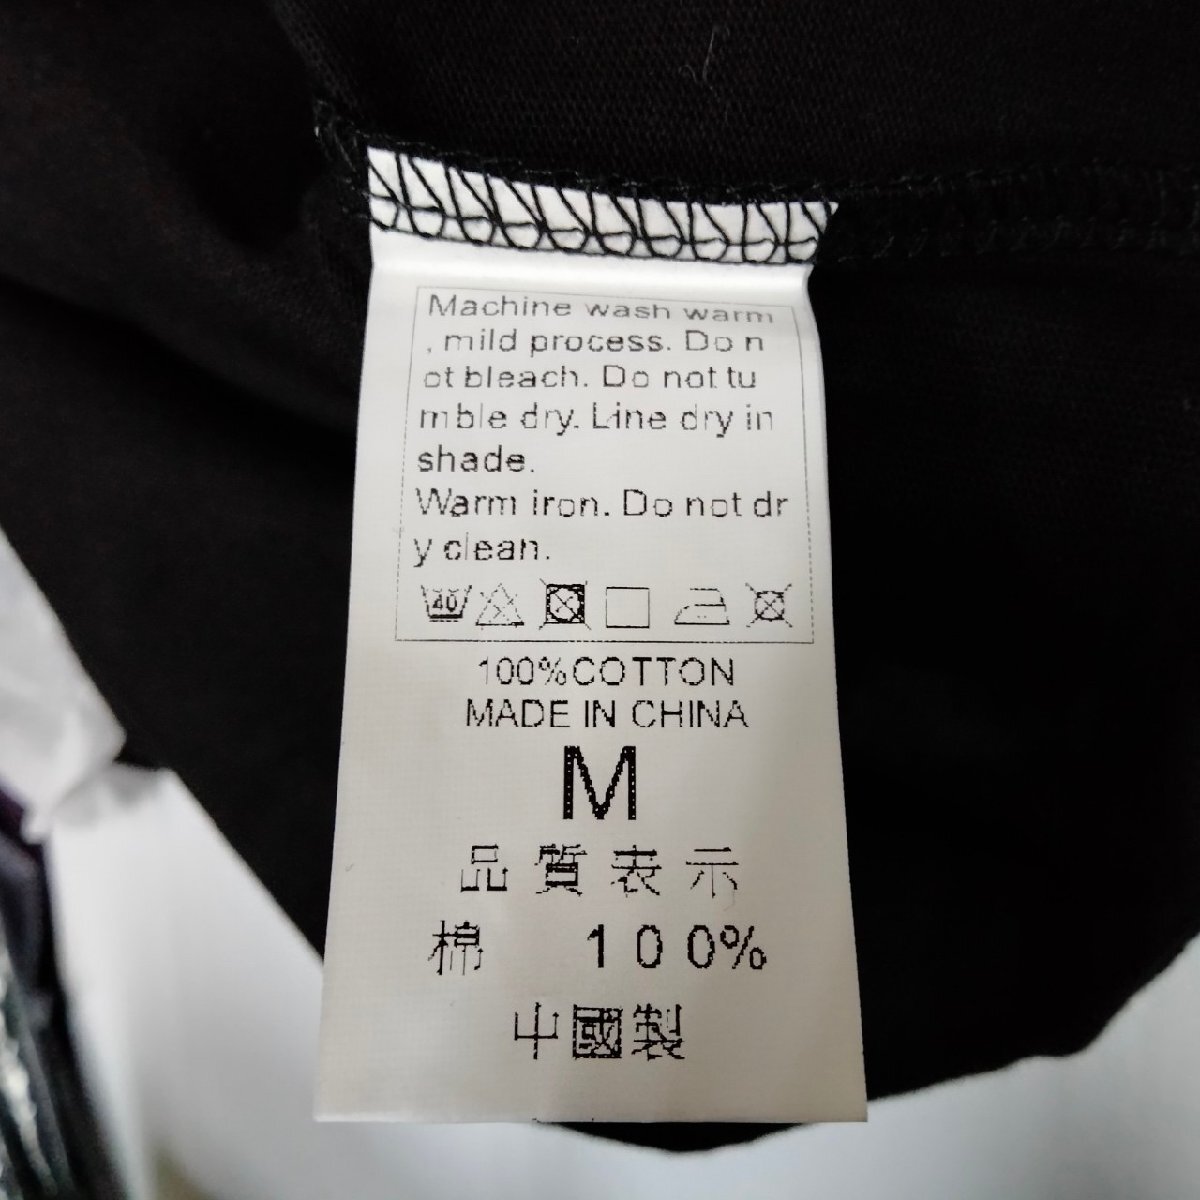 Machine wash warm
, mild process. Do n
ot bleach. Do not tu
mble dry. Line dry in
shade.
Warm iron. Do not dr
y clean.
40
100%COTTON
MADE IN CHINA
M
品質表示
棉 100%
中國製